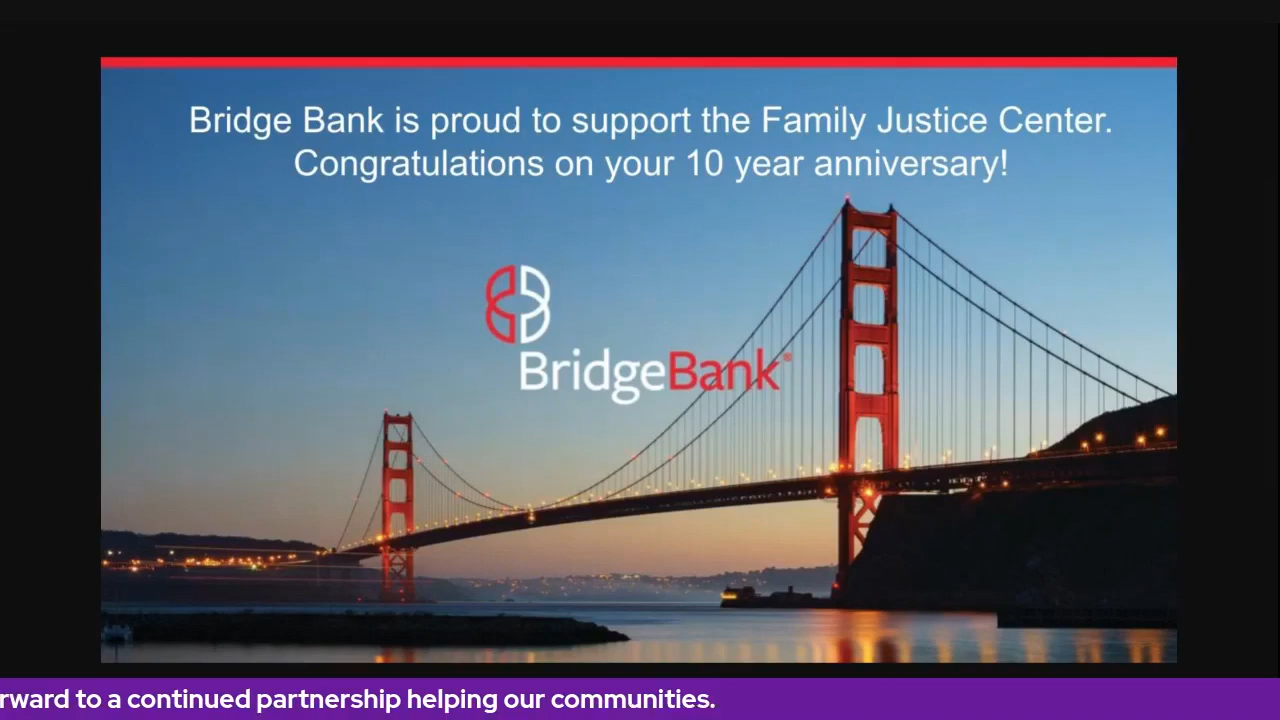 Bridge Bank is proud to support the Family Justice Center.
Congratulations on your 10 year anniversary!
BridgeBank®
rward to a continued partnership helping our communities.